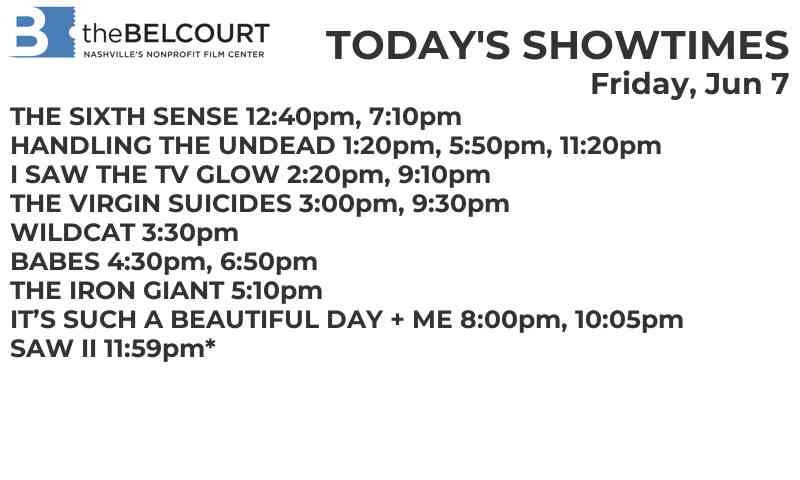 B theBELCOURT
NASHVILLE'S NONPROFIT FILM CENTER
TODAY'S SHOWTIMES
Friday, Jun 7
THE SIXTH SENSE 12:40pm, 7:10pm
HANDLING THE UNDEAD 1:20pm, 5:50pm, 11:20pm
I SAW THE TV GLOW 2:20pm, 9:10pm
THE VIRGIN SUICIDES 3:00pm, 9:30pm
WILDCAT 3:30pm
BABES 4:30pm, 6:50pm
THE IRON GIANT 5:10pm
IT’S SUCH A BEAUTIFUL DAY + ME 8:00pm, 10:05pm
SAW II 11:59pm*